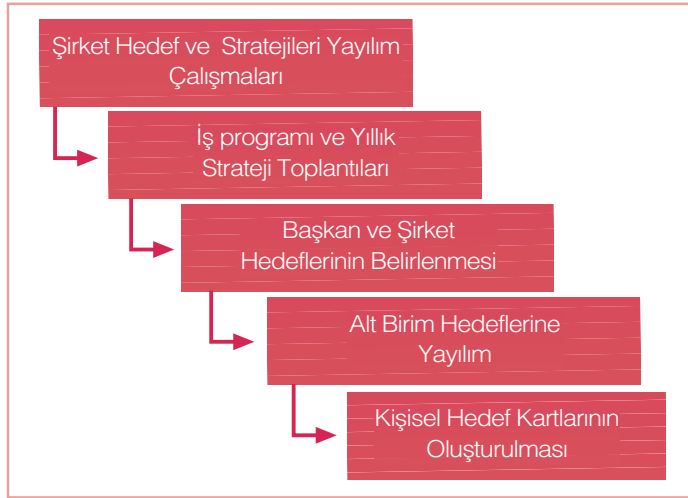 Şirket Hedef ve Stratejileri Yayılım
Çalışmaları
İş programı ve Yıllık
Strateji Toplantıları
Başkan ve Şirket
Hedeflerinin Belirlenmesi
Alt Birim Hedeflerine
Yayılım
Kişisel Hedef Kartlarının
Oluşturulması